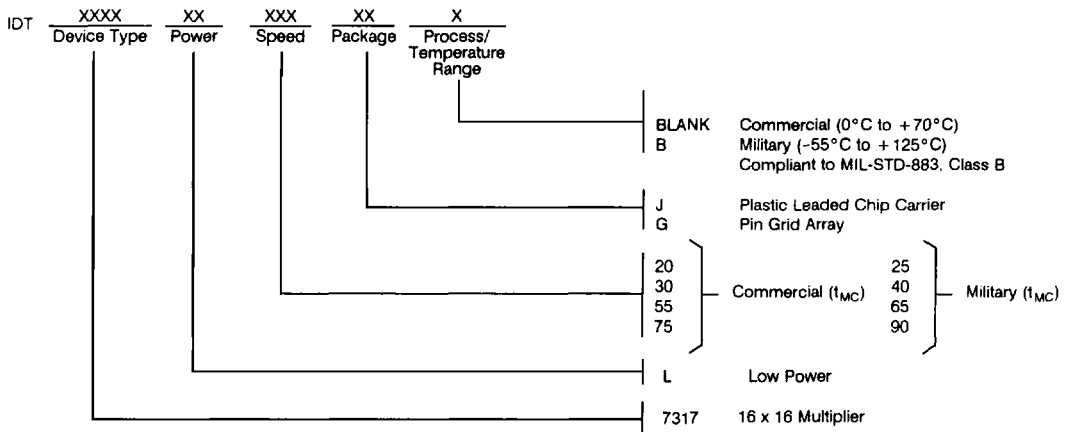 IDT XXXX XX XXX XX X
Device Type Power Speed Package Process/
Temperature
Range
BLANK Commercial (0°C to +70°C)
B Military (–55°C to +125°C)
Compliant to MIL-STD-883, Class B
J Plastic Leaded Chip Carrier
G Pin Grid Array
20 25
30 40
Commercial (tMC) Military (tMC)
55 65
75 90
L Low Power
7317 16 x 16 Multiplier